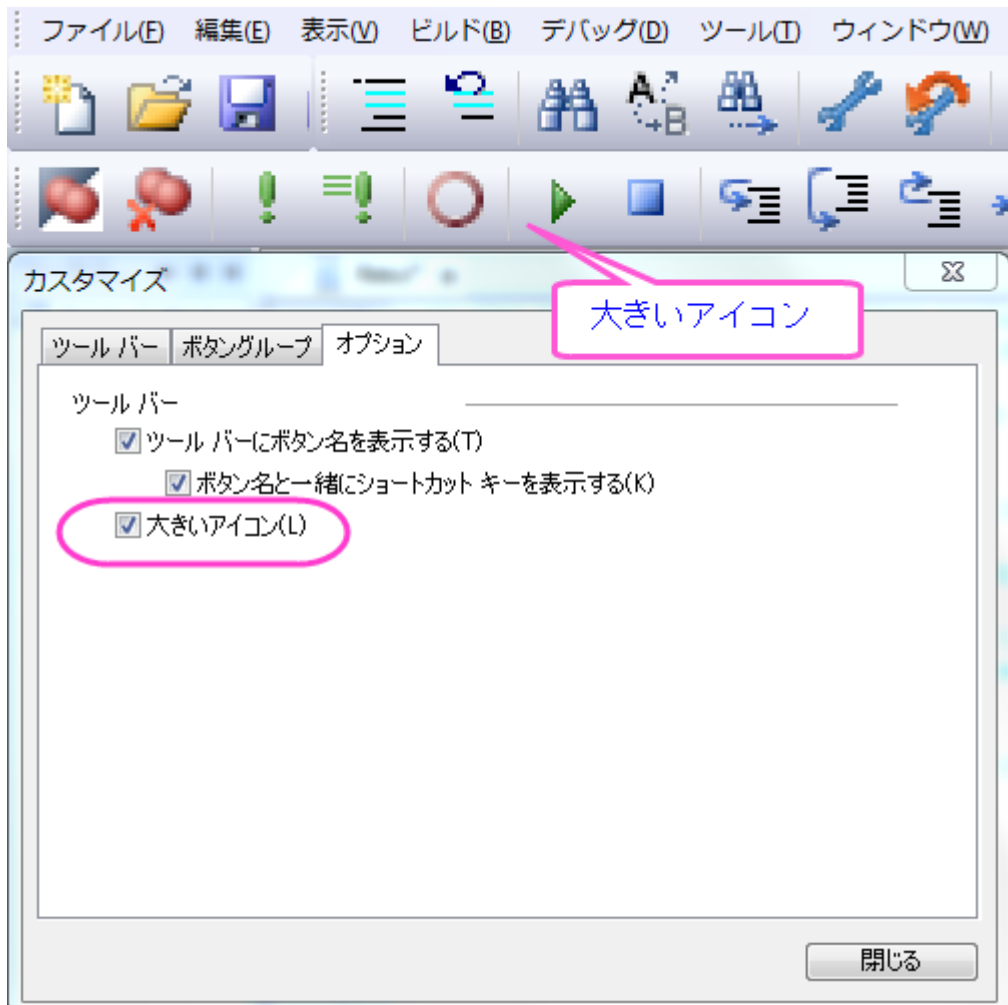 ファイル(F) 編集(E) 表示(V) ビルド(B) デバッグ(D) ツール(T) ウィンドウ(W)
A
B
大きいアイコン
カスタマイズ
ツール バー ボタングループ オプション
ツール バー
ツール バーにボタン名を表示する(T)
ボタン名と一緒にショートカット キーを表示する(K)
大きいアイコン(L)
閉じる